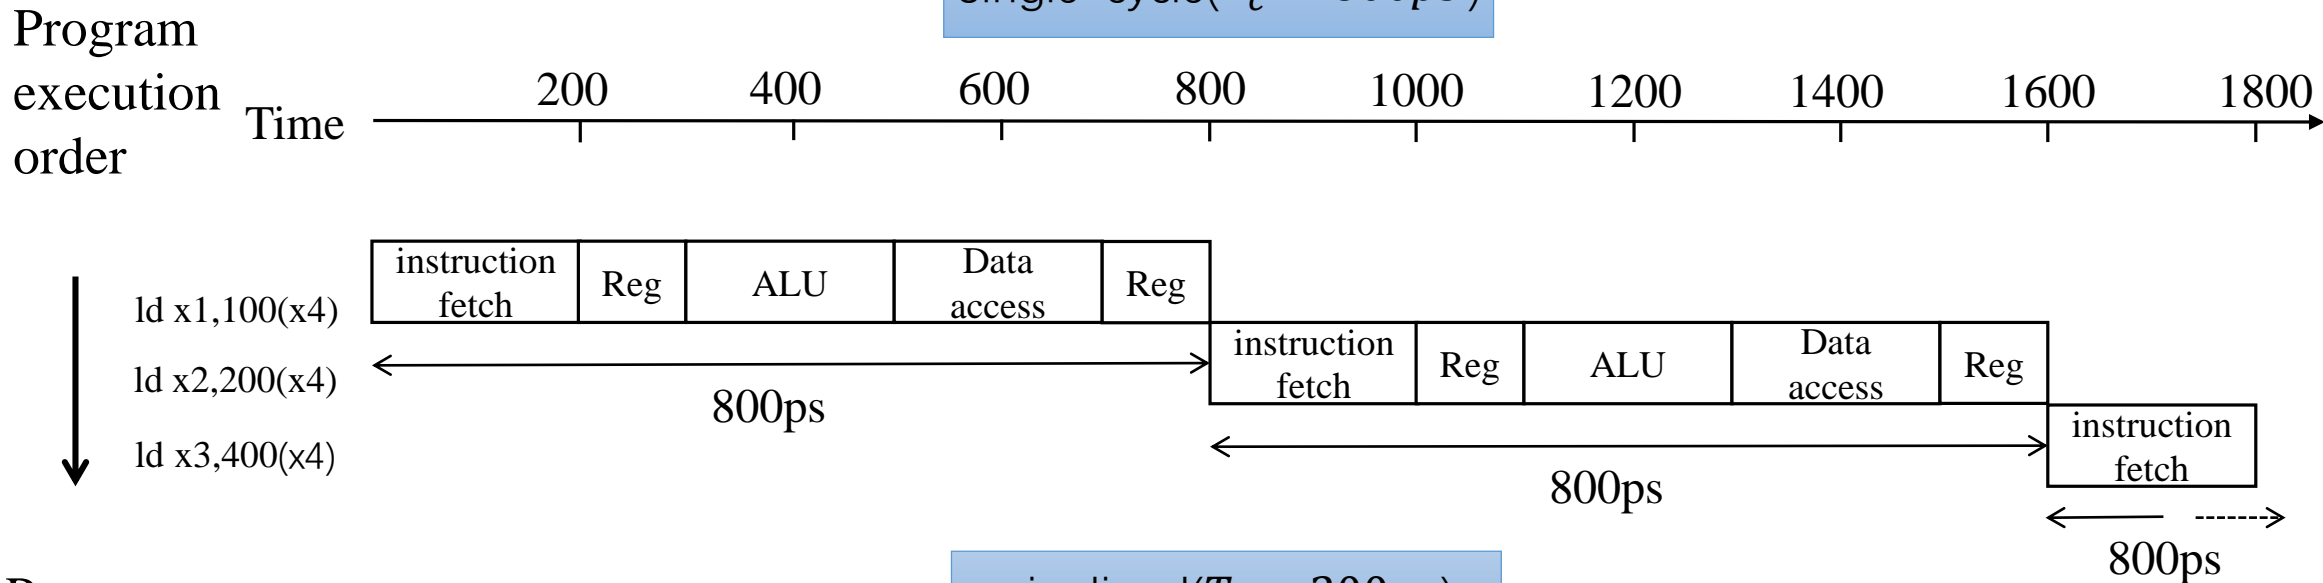 Program
execution
order
Time
200 400 600 800 1000 1200 1400 1600 1800
ld x1,100(x4)
instruction
fetch
Reg
ALU
Data
access
Reg
800ps
ld x2,200(x4)
instruction
fetch
Reg
ALU
Data
access
Reg
800ps
ld x3,400(x4)
instruction
fetch
800ps